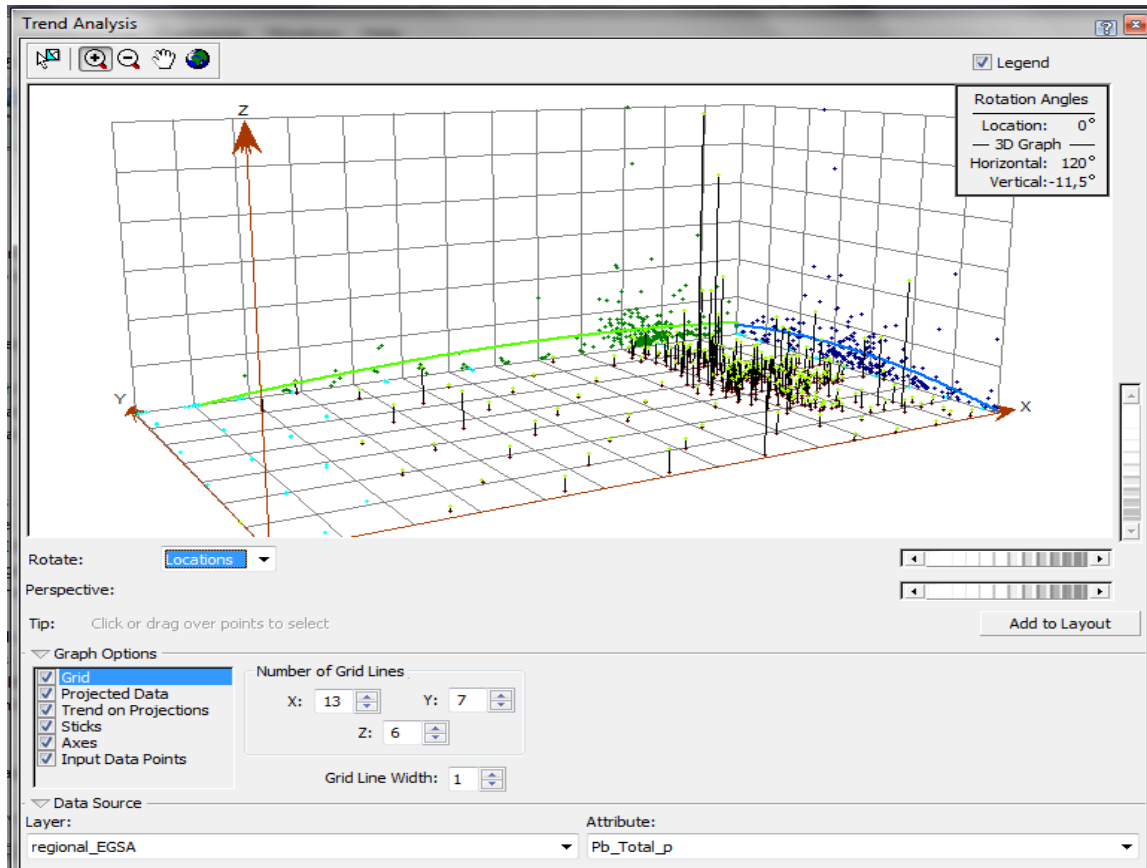 Trend Analysis
Legend
Rotation Angles
Location: 0°
3D Graph
Horizontal: 120°
Vertical:-11,5°
Z
Y
X
Rotate: Locations
Perspective:
Tip: Click or drag over points to select
Add to Layout
Graph Options
Grid
Projected Data
Trend on Projections
Sticks
Axes
Input Data Points
Number of Grid Lines
X: 13 Y: 7
Z: 6
Grid Line Width: 1
Data Source
Layer: Attribute:
regional_EGSA Pb_Total_p